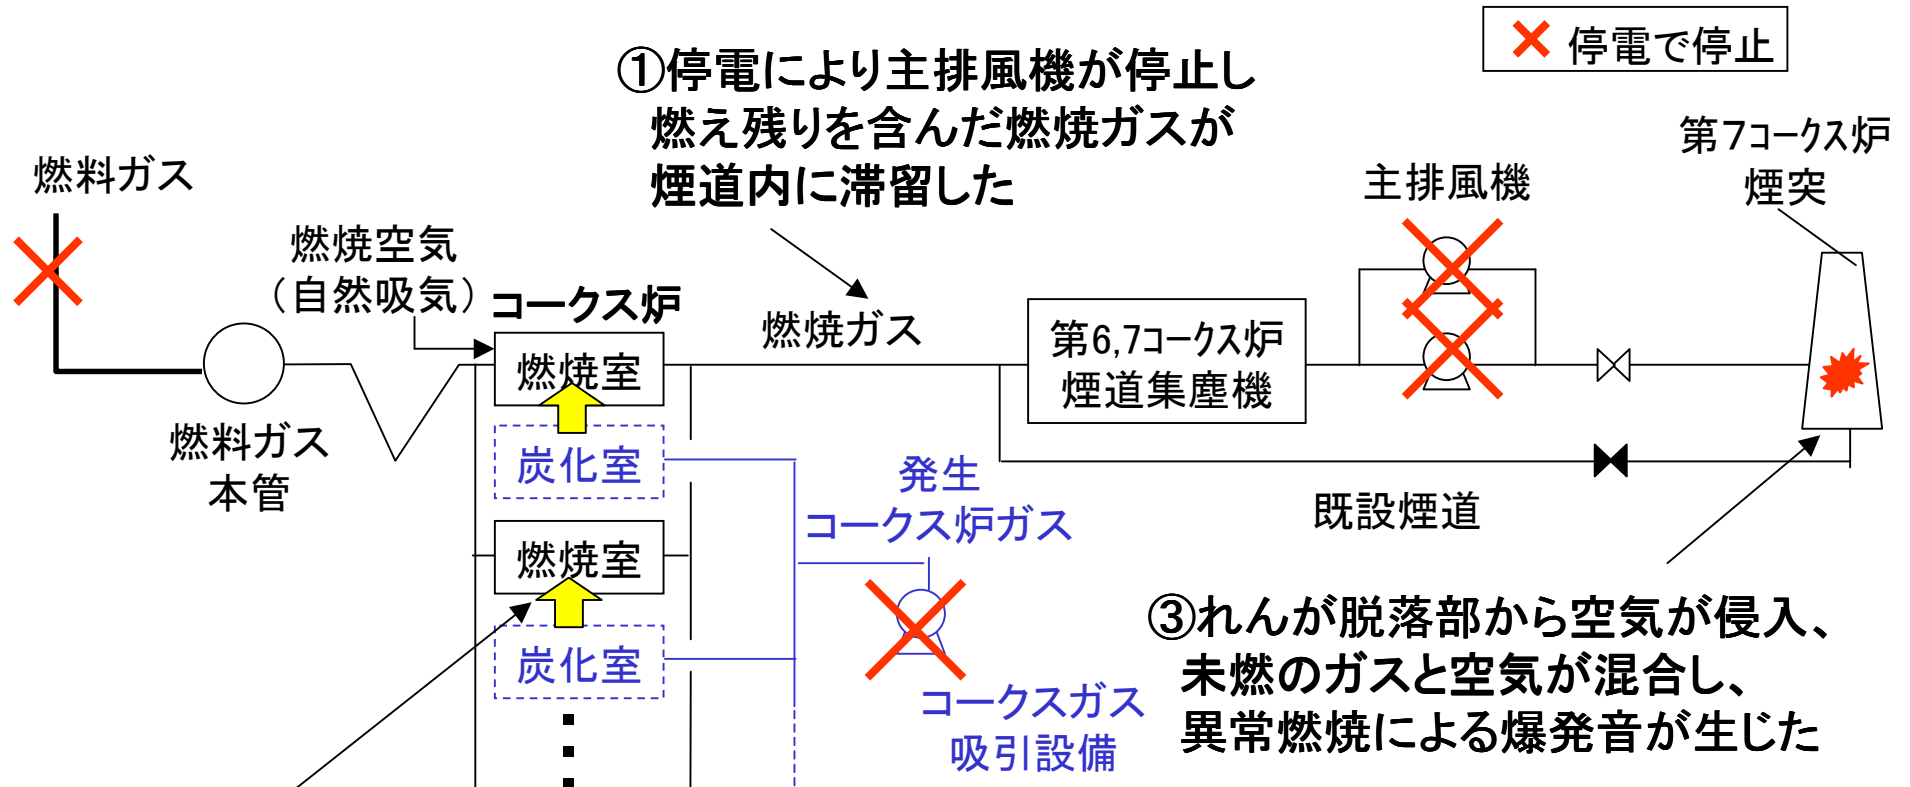 停電で停止
①停電により主排風機が停止し
燃え残りを含んだ燃焼ガスが
煙道内に滞留した
第7コークス炉
煙突
主排風機
燃料ガス
燃焼空気
（自然吸気）
コークス炉
燃焼ガス
燃焼室
第6,7コークス炉
煙道集塵機
燃料ガス
本管
炭化室
発生
コークス炉ガス
既設煙道
燃焼室
炭化室
③れんが脱落部から空気が侵入、
未燃のガスと空気が混合し、
異常燃焼による爆発音が生じた
コークスガス
吸引設備